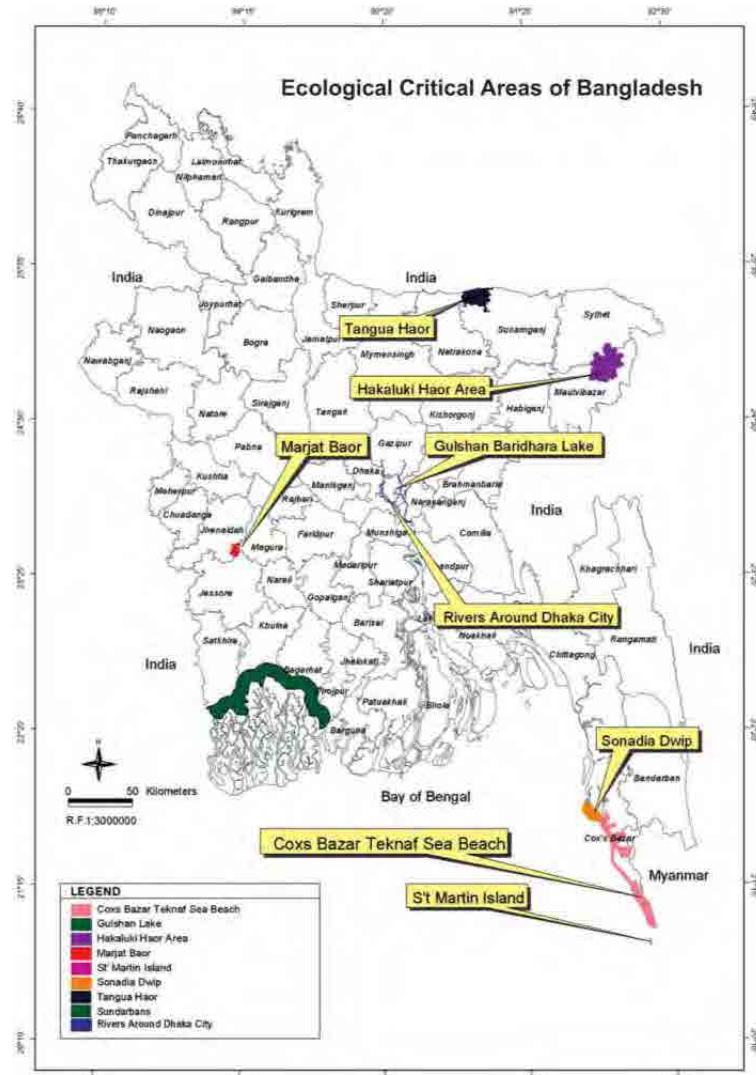 Ecological Critical Areas of Bangladesh
Panchagarh
Thakurgaon
Lalmonirhat
Nilphamari
Dinajpur
Rangpur
Kurigram
Gaibandha
India
India
Joypurhat
Sherpur
Naogaon
Bogra
Jamalpur
Tangua Haor
Sunamganj
Sylhet
Mymensingh
Netrakona
Nawabganj
Rajshahi
Hakaluki Haor Area
Maulvibazar
Natore
Sirajganj
Tangail
Kishorganj
Habiganj
Pabna
Marjat Baor
Gazipur
Gulshan Baridhara Lake
Kushtia
Dhaka
Manikganj
Brahmanbaria
Meherpur
Rajbari
Narayanganj
Chuadanga
Jhenaidah
Magura
Faridpur
Munshiganj
Comilla
India
Khagrachhari
Madaripur
andpur
Jessore
Narail
Shariatpur
Gopalganj
Rivers Around Dhaka City
Khulna
Barisal
Noakhali
Rangamati
Satkhira
Chittagong
India
India
Jhalokati
Bagerhat
Pirojpur
Patuakhali
Bhola
Barguna
Sonadia Dwip
N
0 50 Kilometers
R.F.1:3000000
Bay of Bengal
Bandarban
Cox's Bazar
Coxs Bazar Teknaf Sea Beach
Myanmar
S't Martin Island
LEGEND
Coxs Bazar Teknaf Sea Beach
Gulshan Lake
Hakaluki Haor Area
Marjat Baor
St' Martin Island
Sonadia Dwip
Tangua Haor
Sundarbans
Rivers Around Dhaka City